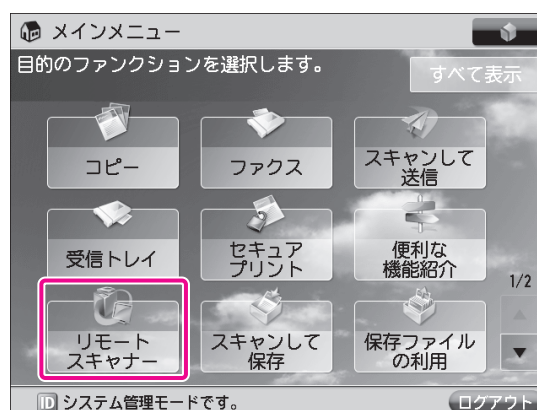 メインメニュー
目的のファンクションを選択します。
すべて表示
コピー
ファクス
スキャンして
送信
受信トレイ
セキュア
プリント
便利な
機能紹介
1/2
リモート
スキャナー
スキャンして
保存
保存ファイル
の利用
ID システム管理モードです。
ログアウト